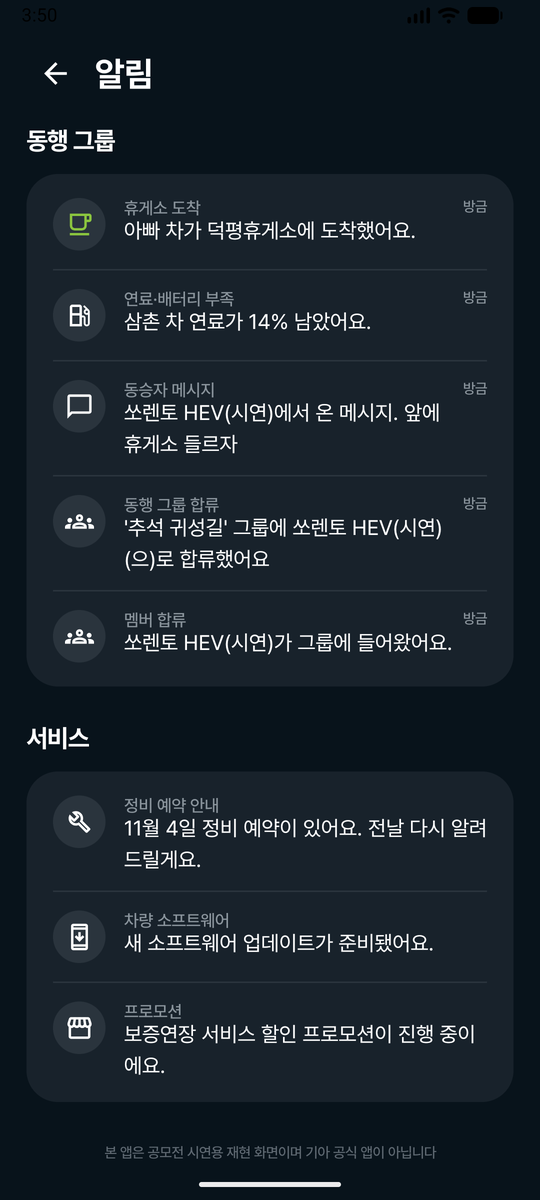 3:50
알림
동행 그룹
휴게소 도착
방금
아빠 차가 덕평휴게소에 도착했어요.
연료·배터리 부족
방금
삼촌 차 연료가 14% 남았어요.
동승자 메시지
방금
쏘렌토 HEV(시연)에서 온 메시지. 앞에
휴게소 들르자
동행 그룹 합류
방금
'추석 귀성길' 그룹에 쏘렌토 HEV(시연)
(으)로 합류했어요
멤버 합류
방금
쏘렌토 HEV(시연)가 그룹에 들어왔어요.
서비스
정비 예약 안내
11월 4일 정비 예약이 있어요. 전날 다시 알려
드릴게요.
차량 소프트웨어
새 소프트웨어 업데이트가 준비됐어요.
프로모션
보증연장 서비스 할인 프로모션이 진행 중이
에요.
본 앱은 공모전 시연용 재현 화면이며 기아 공식 앱이 아닙니다